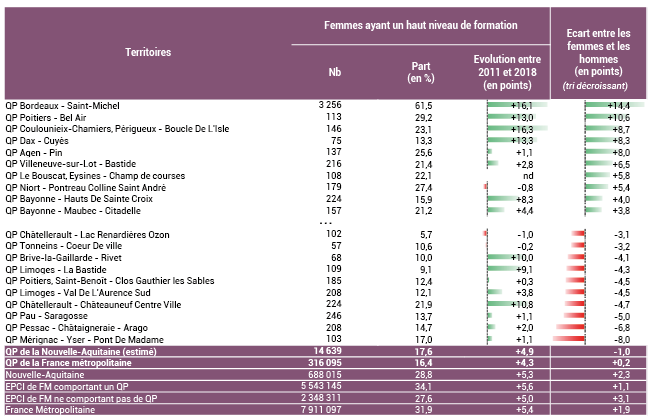 Territoires
Femmes ayant un haut niveau de formation
Nb
Part
(en %)
Evolution entre
2011 et 2018
(en points)
Ecart entre les
femmes et les
hommes
(en points)
(tri décroissant)
QP Bordeaux - Saint-Michel 3 256 61,5 +16,1 +14,4
QP Poitiers - Bel Air 113 29,2 +13,0 +10,6
QP Coulounieix-Chamiers, Périgueux - Boucle De L'Isle 146 23,1 +16,3 +8,7
QP Dax - Cuyès 75 13,3 +13,3 +8,3
QP Agen - Pin 137 25,6 +1,1 +8,0
QP Villeneuve-sur-Lot - Bastide 216 21,4 +2,8 +6,5
QP Le Bouscat, Eysines - Champ de courses 108 22,1 nd +5,8
QP Niort - Pontreau Colline Saint André 179 27,4 -0,8 +5,4
QP Bayonne - Hauts De Sainte Croix 224 15,9 +8,3 +4,0
QP Bayonne - Maubec - Citadelle 157 21,2 +4,4 +3,8
...
QP Châtellerault - Lac Renardières Ozon 102 5,7 -1,0 -3,1
QP Tonneins - Coeur De ville 57 10,6 -0,2 -3,2
QP Brive-la-Gaillarde - Rivet 68 10,0 +10,0 -4,1
QP Limoges - La Bastide 109 9,1 +9,1 -4,3
QP Poitiers, Saint-Benoît - Clos Gauthier les Sables 185 12,4 +0,3 -4,5
QP Limoges - Val De L'Aurence Sud 208 12,1 +3,8 -4,5
QP Châtellerault - Châteauneuf Centre Ville 224 21,9 +10,8 -4,7
QP Pau - Saragosse 246 13,7 +1,1 -5,0
QP Pessac - Châtaigneraie - Arago 208 14,7 +2,0 -6,8
QP Mérignac - Yser - Pont De Madame 103 17,0 +1,1 -8,0
QP de la Nouvelle-Aquitaine (estimé) 14 639 17,6 +4,9 -1,0
QP de la France métropolitaine 316 095 16,4 +4,3 +0,2
Nouvelle-Aquitaine 688 015 28,8 +5,3 +2,3
EPCI de FM comportant un QP 5 543 145 34,1 +5,6 +1,1
EPCI de FM ne comportant pas de QP 2 348 311 27,6 +5,0 +3,1
France Métropolitaine 7 911 097 31,9 +5,4 +1,9